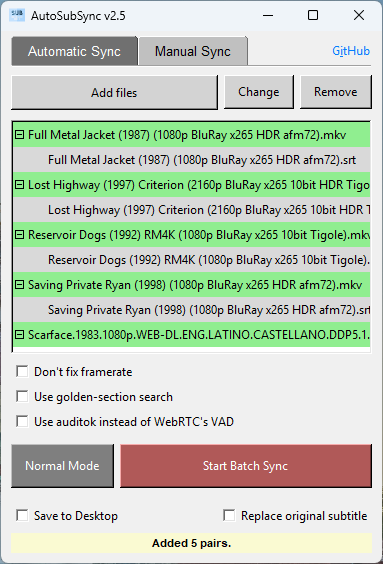 SUB
AutoSubSync v2.5
Automatic Sync Manual Sync GitHub
Add files Change Remove
Full Metal Jacket (1987) (1080p BluRay x265 HDR afm72).mkv
Full Metal Jacket (1987) (1080p BluRay x265 HDR afm72).srt
Lost Highway (1997) Criterion (2160p BluRay x265 10bit HDR Tigo
Lost Highway (1997) Criterion (2160p BluRay x265 10bit HDR T
Reservoir Dogs (1992) RM4K (1080p BluRay x265 10bit Tigole).mkv
Reservoir Dogs (1992) RM4K (1080p BluRay x265 10bit Tigole).
Saving Private Ryan (1998) (1080p BluRay x265 HDR afm72).mkv
Saving Private Ryan (1998) (1080p BluRay x265 HDR afm72).srt
Scarface.1983.1080p.WEB-DL.ENG.LATINO.CASTELLANO.DDP5.1.
Don't fix framerate
Use golden-section search
Use auditok instead of WebRTC's VAD
Normal Mode Start Batch Sync
Save to Desktop Replace original subtitle
Added 5 pairs.